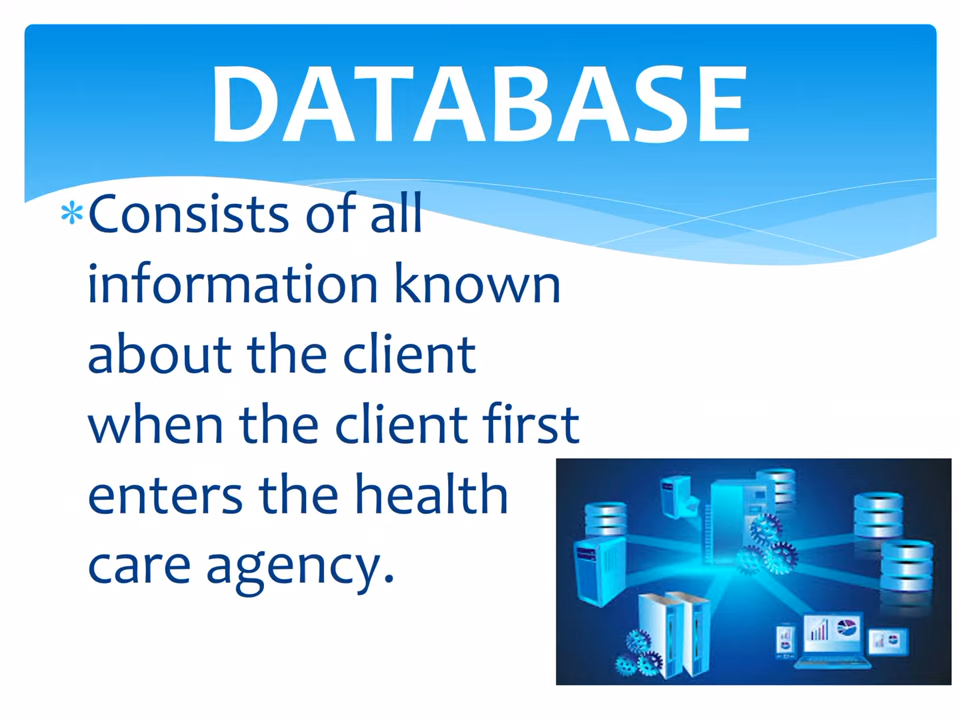 DATABASE
*Consists of all
information known
about the client
when the client first
enters the health
care agency.